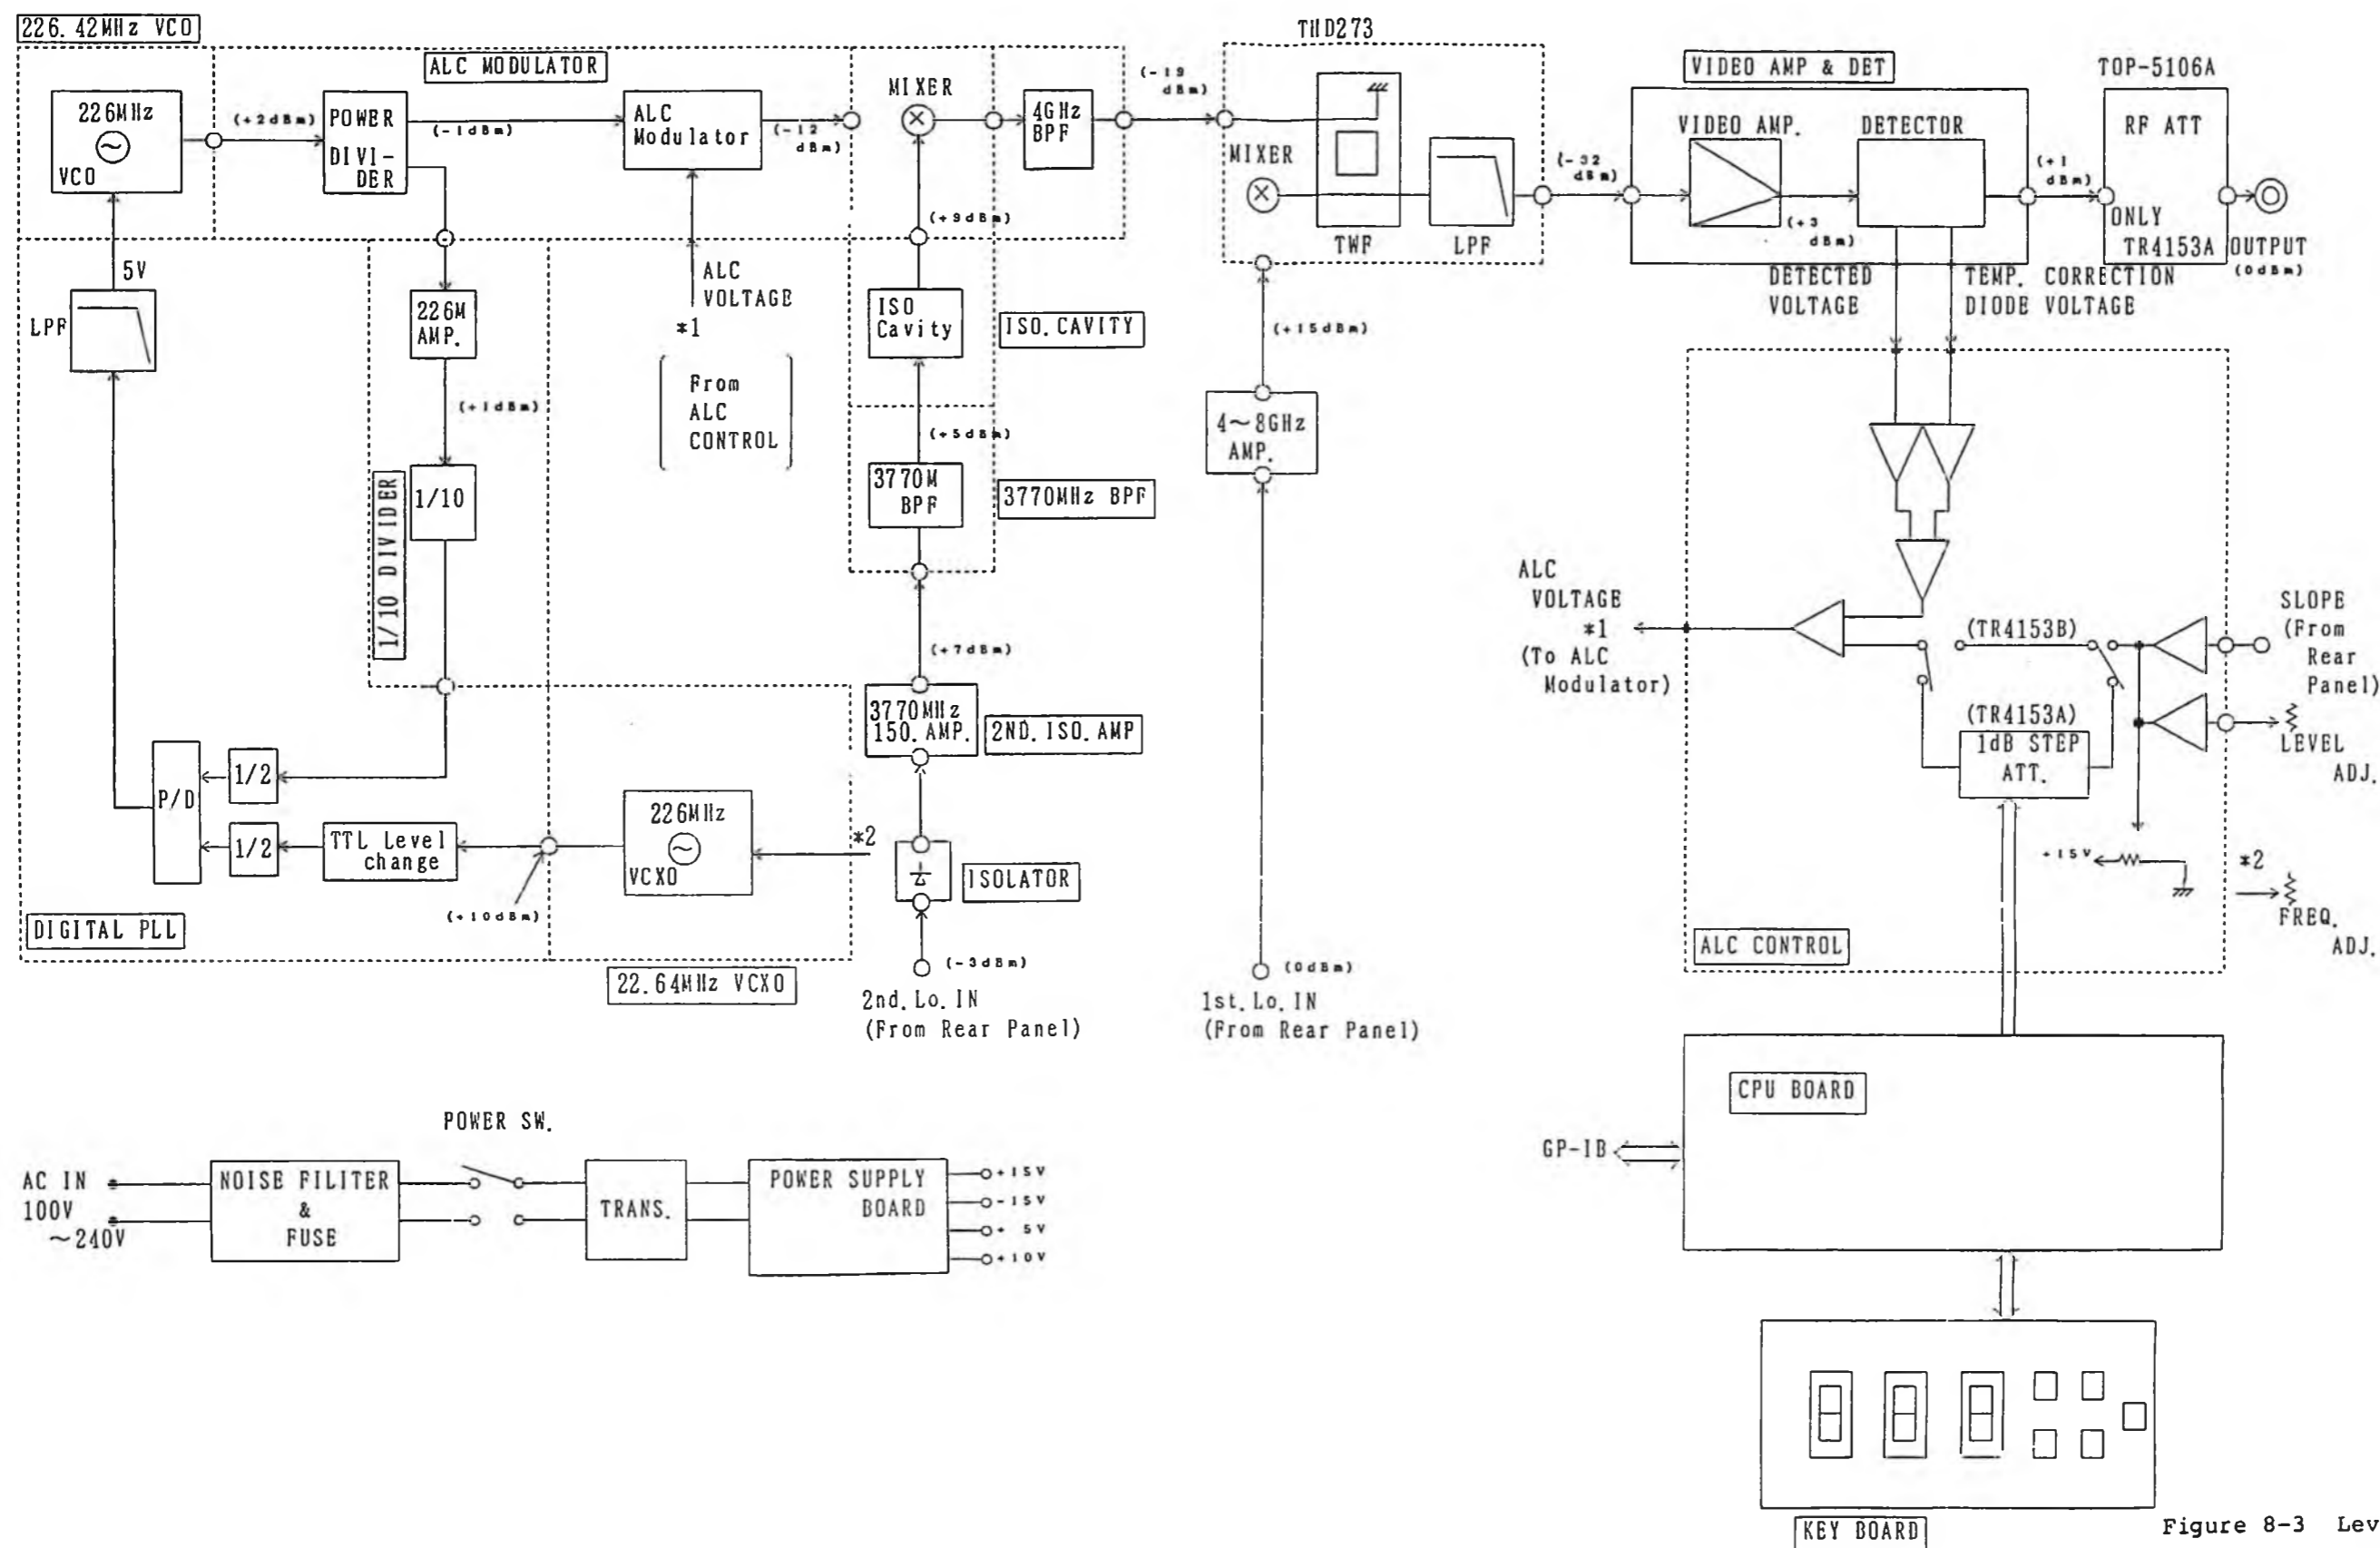 226.42MHz VCO
ALC MODULATOR
226MHz
VCO
(+2dBm)
POWER
DIVI-
DER
(-1dBm)
ALC
Modulator
(-12
dBm)
MIXER
4GHz
BPF
(-19
dBm)
THD273
MIXER
TWF
LPF
(-32
dBm)
VIDEO AMP & DET
VIDEO AMP.
DETECTOR
(+3
dBm)
(+1
dBm)
TOP-5106A
RF ATT
ONLY
TR4153A
OUTPUT
(0dBm)
DETECTED
VOLTAGE
TEMP. CORRECTION
DIODE VOLTAGE
5V
LPF
226M
AMP.
(+1dBm)
1/10
1/10 DIVIDER
ALC
VOLTAGE
*1
From
ALC
CONTROL
(+9dBm)
ISO
Cavity
ISO. CAVITY
(+5dBm)
3770M
BPF
3770MHz BPF
(+7dBm)
3770MHz
150. AMP.
2ND. ISO. AMP
(+15dBm)
4~8GHz
AMP.
ALC
VOLTAGE
*1
(To ALC
Modulator)
(TR4153B)
(TR4153A)
1dB STEP
ATT.
SLOPE
(From
Rear
Panel)
LEVEL
ADJ.
+15V
*2
FREQ.
ADJ.
ALC CONTROL
P/D
1/2
1/2
TTL Level
change
(+10dBm)
226MHz
VCXO
*2
ISOLATOR
DIGITAL PLL
22.64MHz VCXO
(-3dBm)
2nd. Lo. IN
(From Rear Panel)
(0dBm)
1st. Lo. IN
(From Rear Panel)
CPU BOARD
GP-IB
POWER SW.
AC IN
100V
~240V
NOISE FILITER
&
FUSE
TRANS.
POWER SUPPLY
BOARD
+15V
-15V
+ 5V
+10V
KEY BOARD
Figure 8-3 Lev